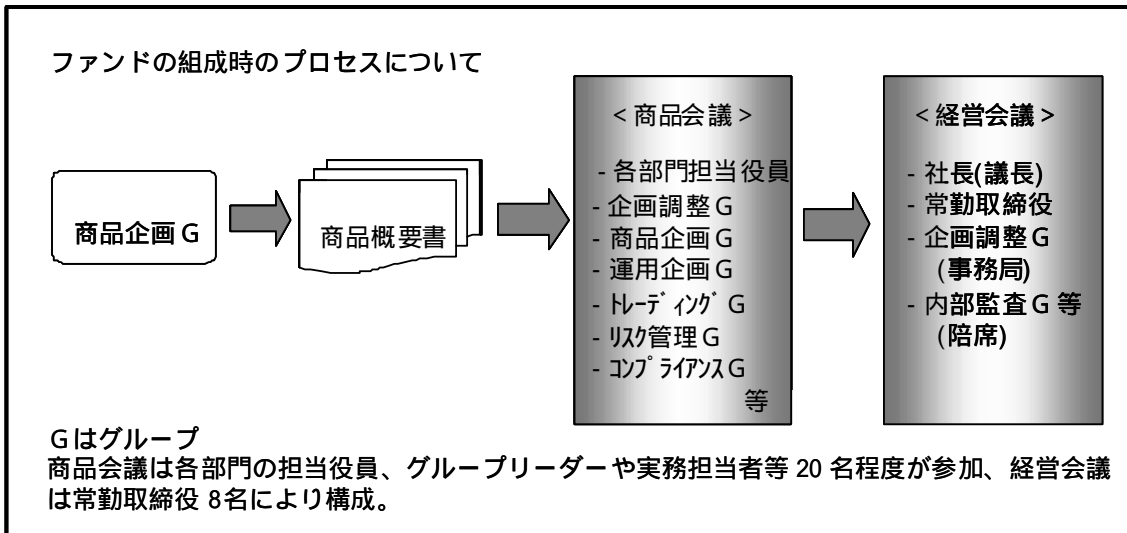 ファンドの組成時のプロセスについて
商品企画G
商品概要書
<商品会議>
- 各部門担当役員
- 企画調整G
- 商品企画G
- 運用企画G
- ﾄﾚｰﾃﾞｨﾝｸﾞG
- ﾘｽｸ管理G
- ｺﾝﾌﾟﾗｲｱﾝｽG
等
<経営会議>
- 社長(議長)
- 常勤取締役
- 企画調整G
(事務局)
- 内部監査G 等
(陪席)
Gはグループ
商品会議は各部門の担当役員、グループリーダーや実務担当者等 20 名程度が参加、経営会議
は常勤取締役 8名により構成。